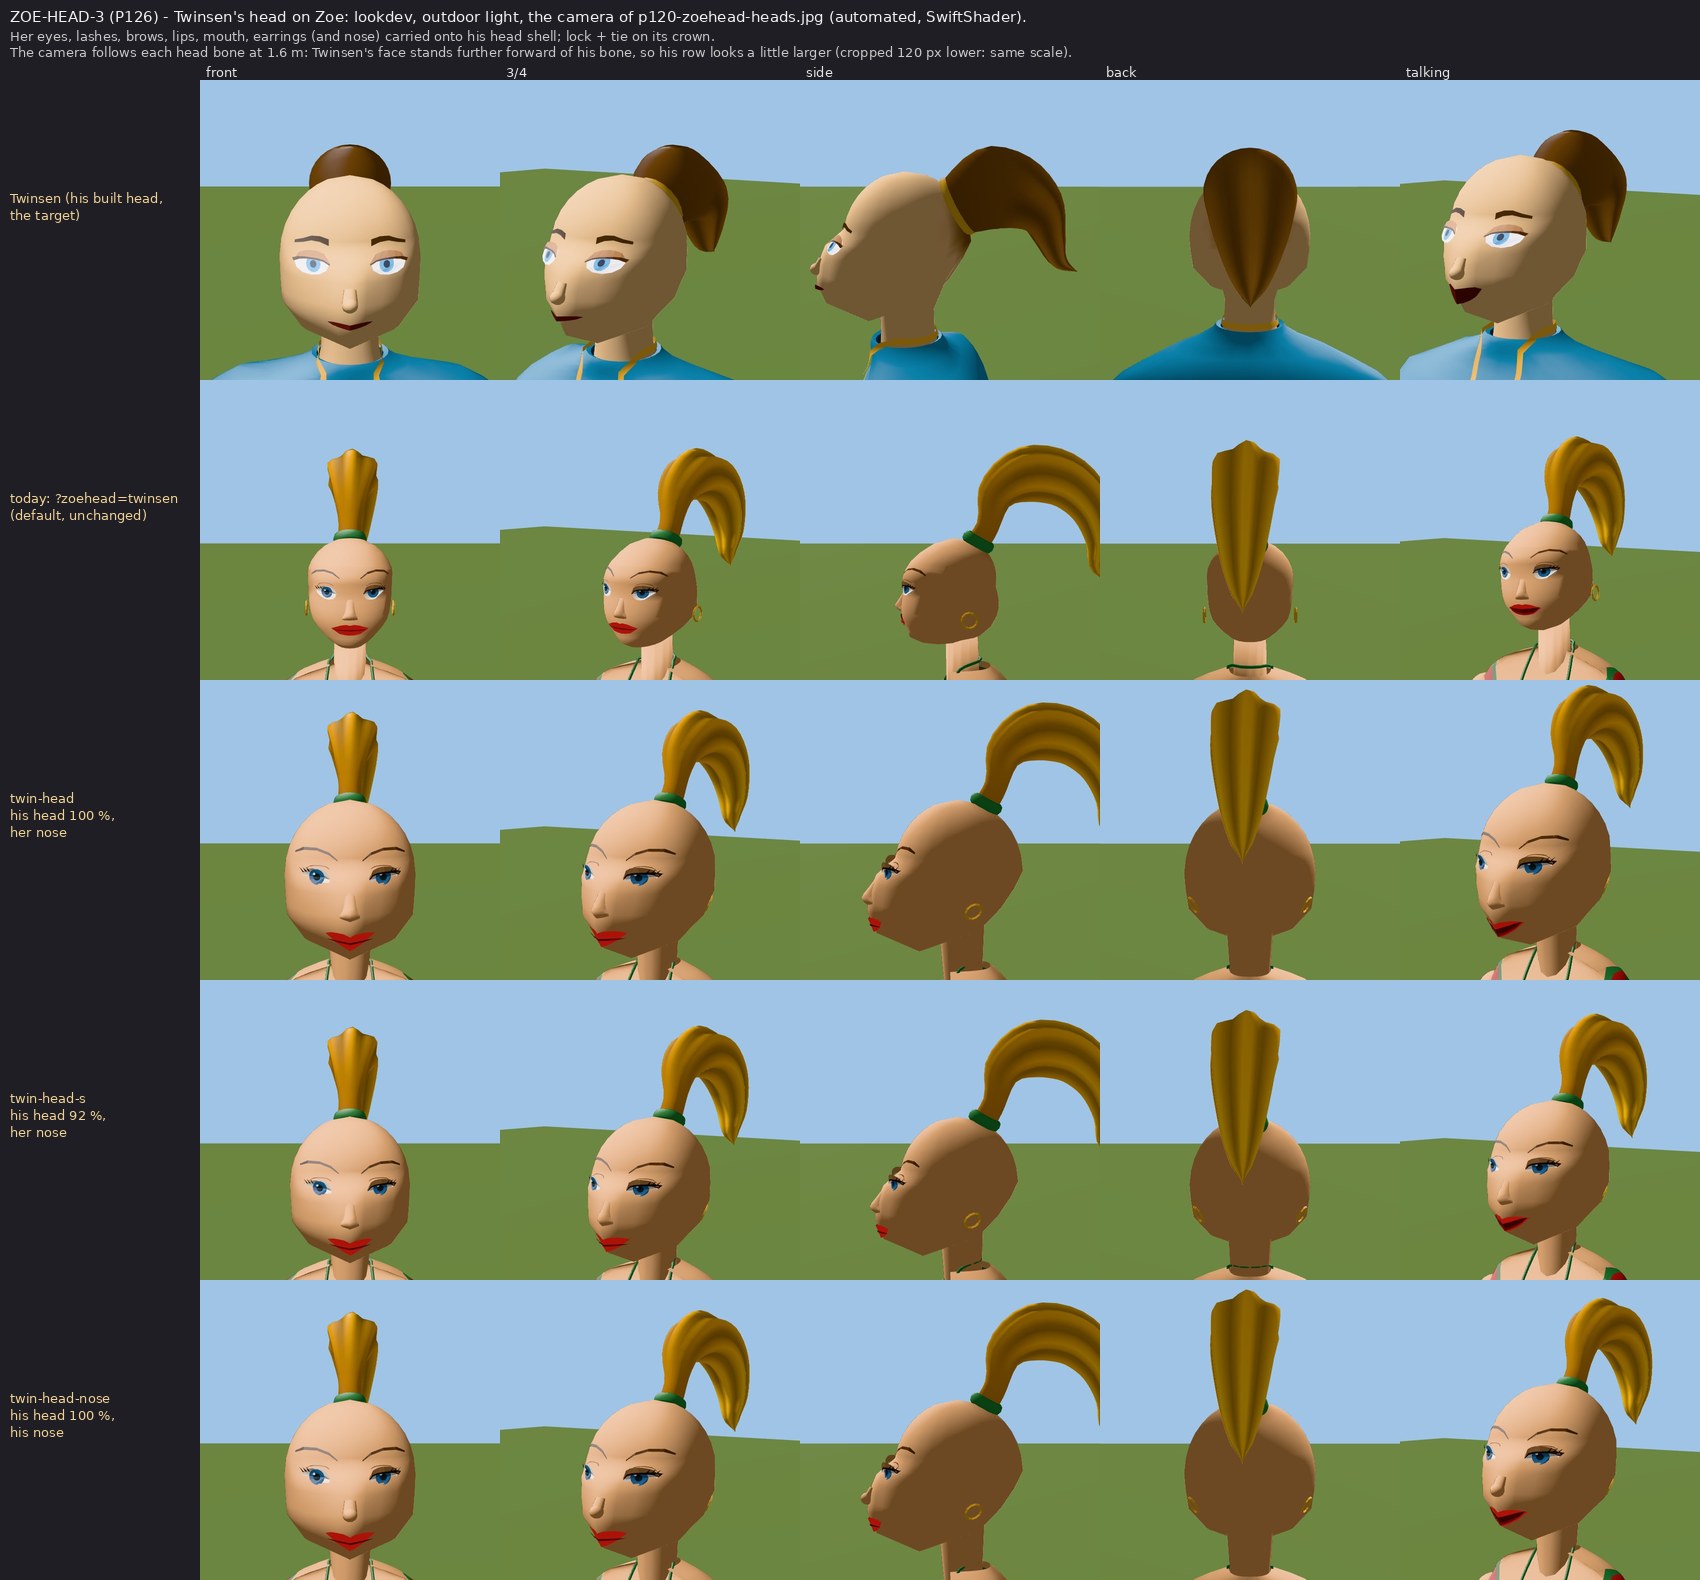 ZOE-HEAD-3 (P126) - Twinsen's head on Zoe: lookdev, outdoor light, the camera of p120-zoehead-heads.jpg (automated, SwiftShader).
Her eyes, lashes, brows, lips, mouth, earrings (and nose) carried onto his head shell; lock + tie on its crown.
The camera follows each head bone at 1.6 m: Twinsen's face stands further forward of his bone, so his row looks a little larger (cropped 120 px lower: same scale).
front 3/4 side back talking
Twinsen (his built head,
the target)
today: ?zoehead=twinsen
(default, unchanged)
twin-head
his head 100 %,
her nose
twin-head-s
his head 92 %,
her nose
twin-head-nose
his head 100 %,
his nose